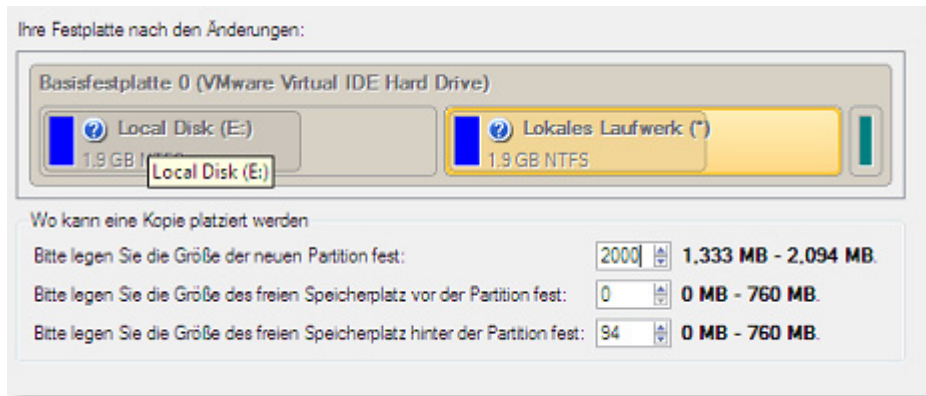 Ihre Festplatte nach den Änderungen:
Basisfestplatte 0 (VMware Virtual IDE Hard Drive)
Local Disk (E:) Lokales Laufwerk (*)
1.9 GB 1.9 GB NTFS
Local Disk (E:)
Wo kann eine Kopie platziert werden
Bitte legen Sie die Größe der neuen Partition fest: 2000 1,333 MB - 2,094 MB.
Bitte legen Sie die Größe des freien Speicherplatz vor der Partition fest: 0 0 MB - 760 MB.
Bitte legen Sie die Größe des freien Speicherplatz hinter der Partition fest: 94 0 MB - 760 MB.